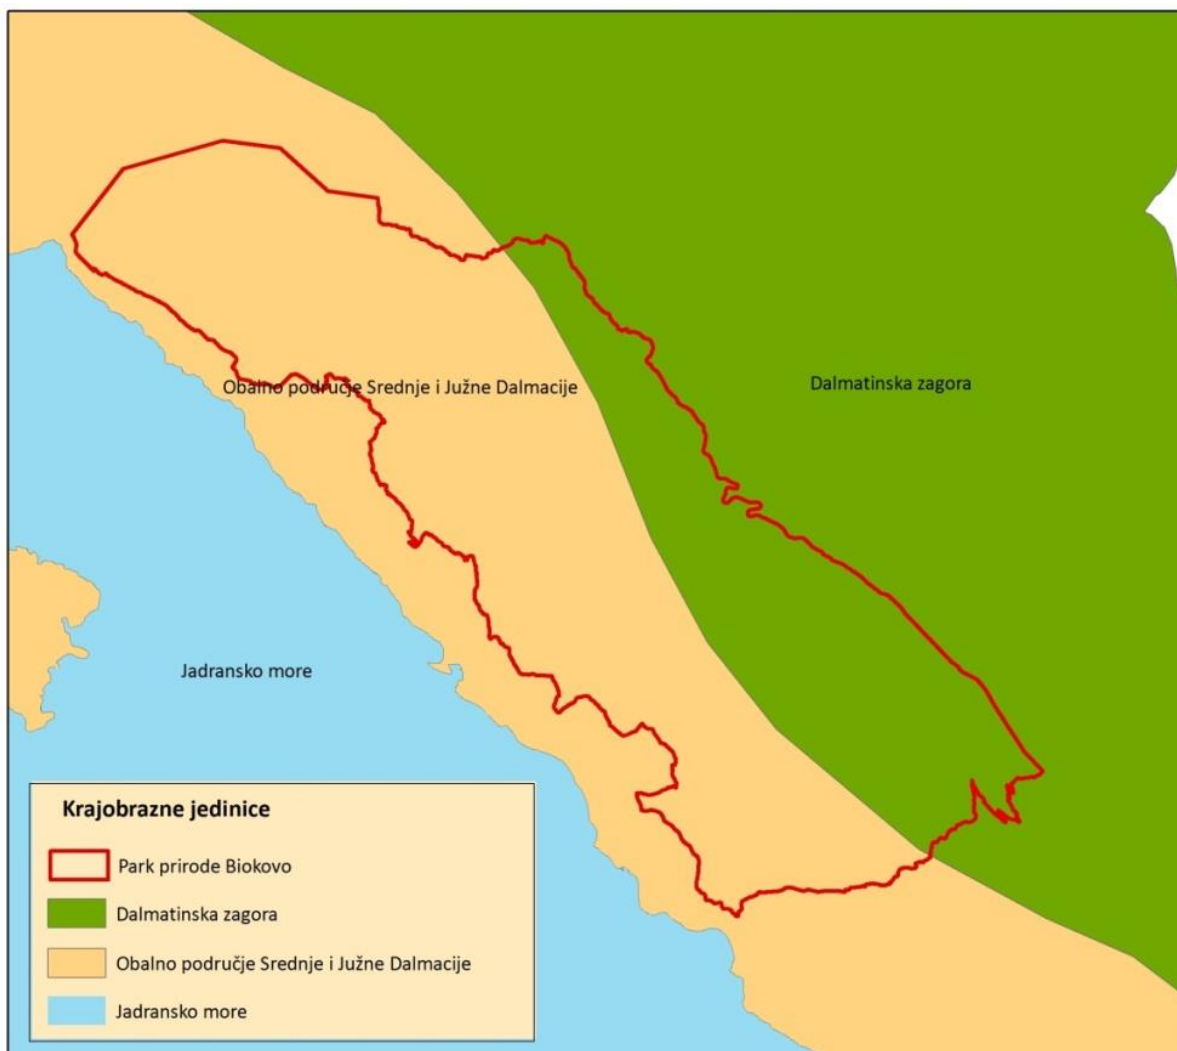 Obalno područje Srednje i Južne Dalmacije
Dalmatinska zagora
Jadransko more
Krajobrazne jedinice
Park prirode Biokovo
Dalmatinska zagora
Obalno područje Srednje i Južne Dalmacije
Jadransko more